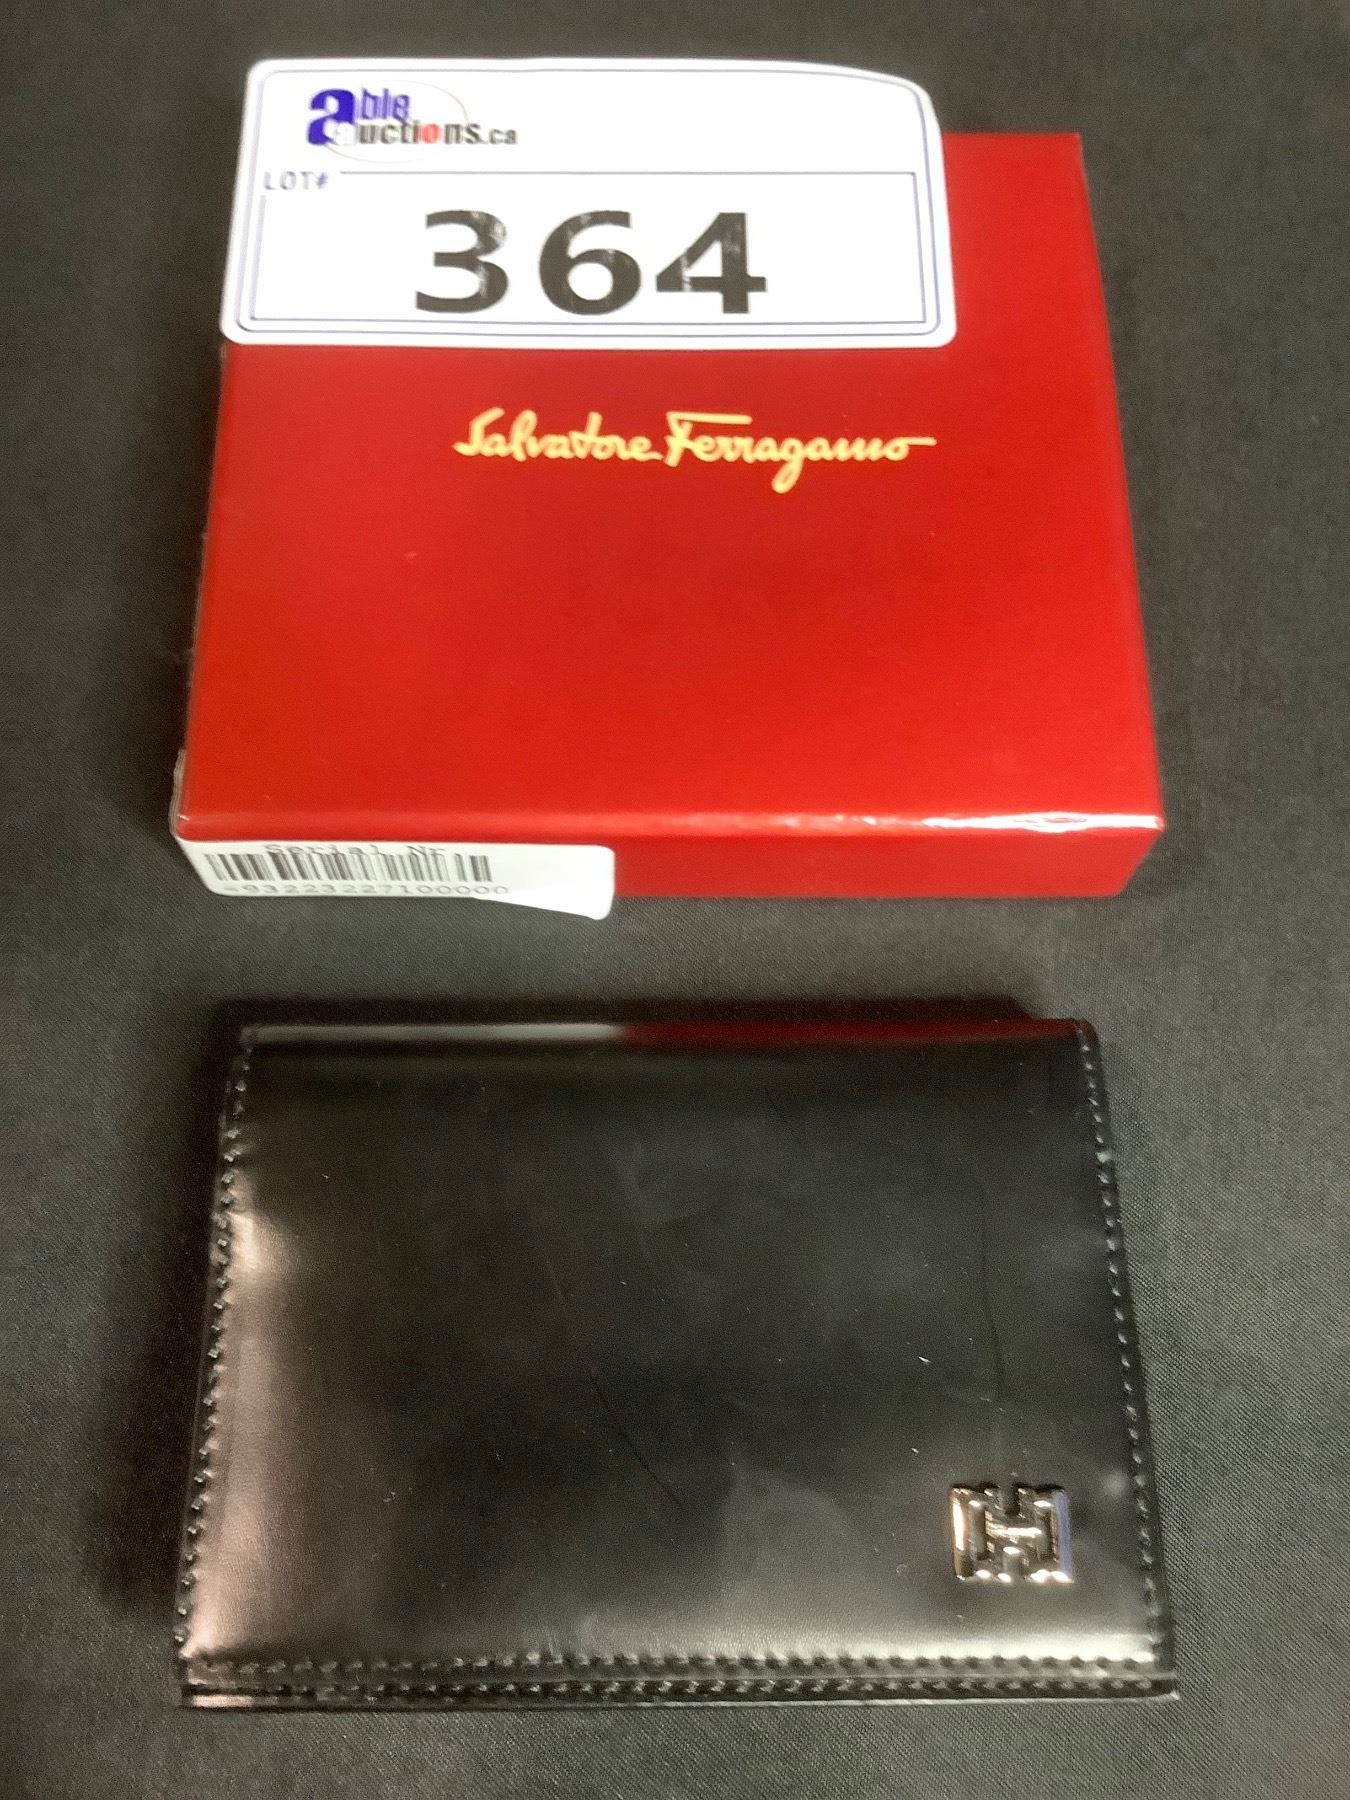 able
auctions.ca
LOT#
364
Salvatore Ferragamo
Serial Nr